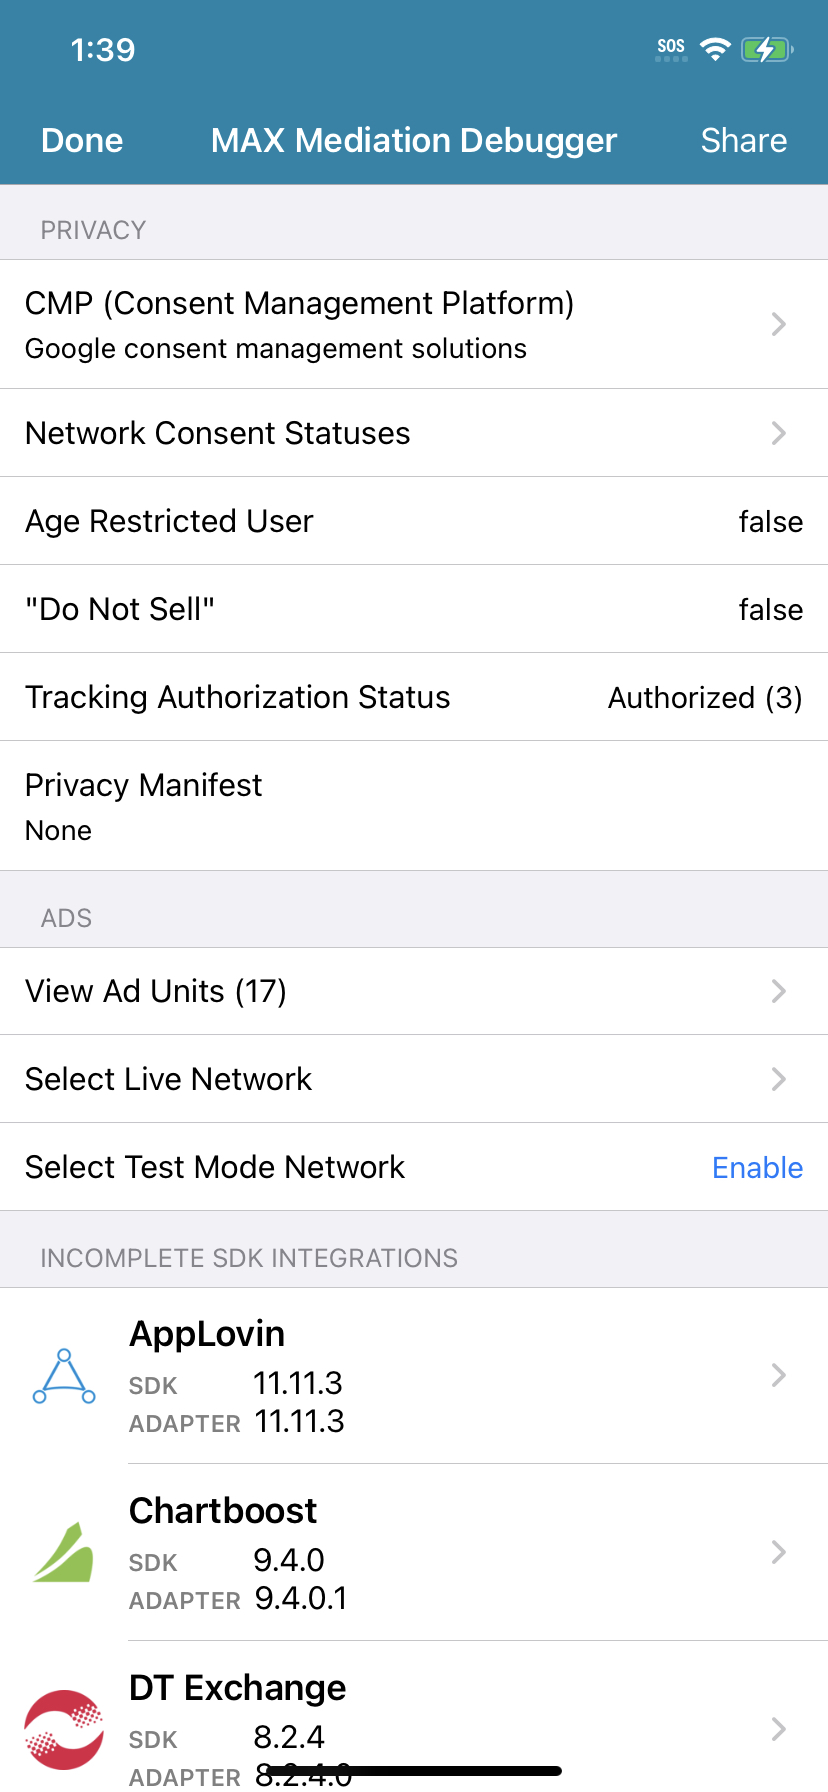 1:39
SOS
Done MAX Mediation Debugger Share
PRIVACY
CMP (Consent Management Platform)
Google consent management solutions
Network Consent Statuses
Age Restricted User false
"Do Not Sell" false
Tracking Authorization Status Authorized (3)
Privacy Manifest
None
ADS
View Ad Units (17)
Select Live Network
Select Test Mode Network Enable
INCOMPLETE SDK INTEGRATIONS
AppLovin
SDK 11.11.3
ADAPTER 11.11.3
Chartboost
SDK 9.4.0
ADAPTER 9.4.0.1
DT Exchange
SDK 8.2.4
ADAPTER 8.2.4.0